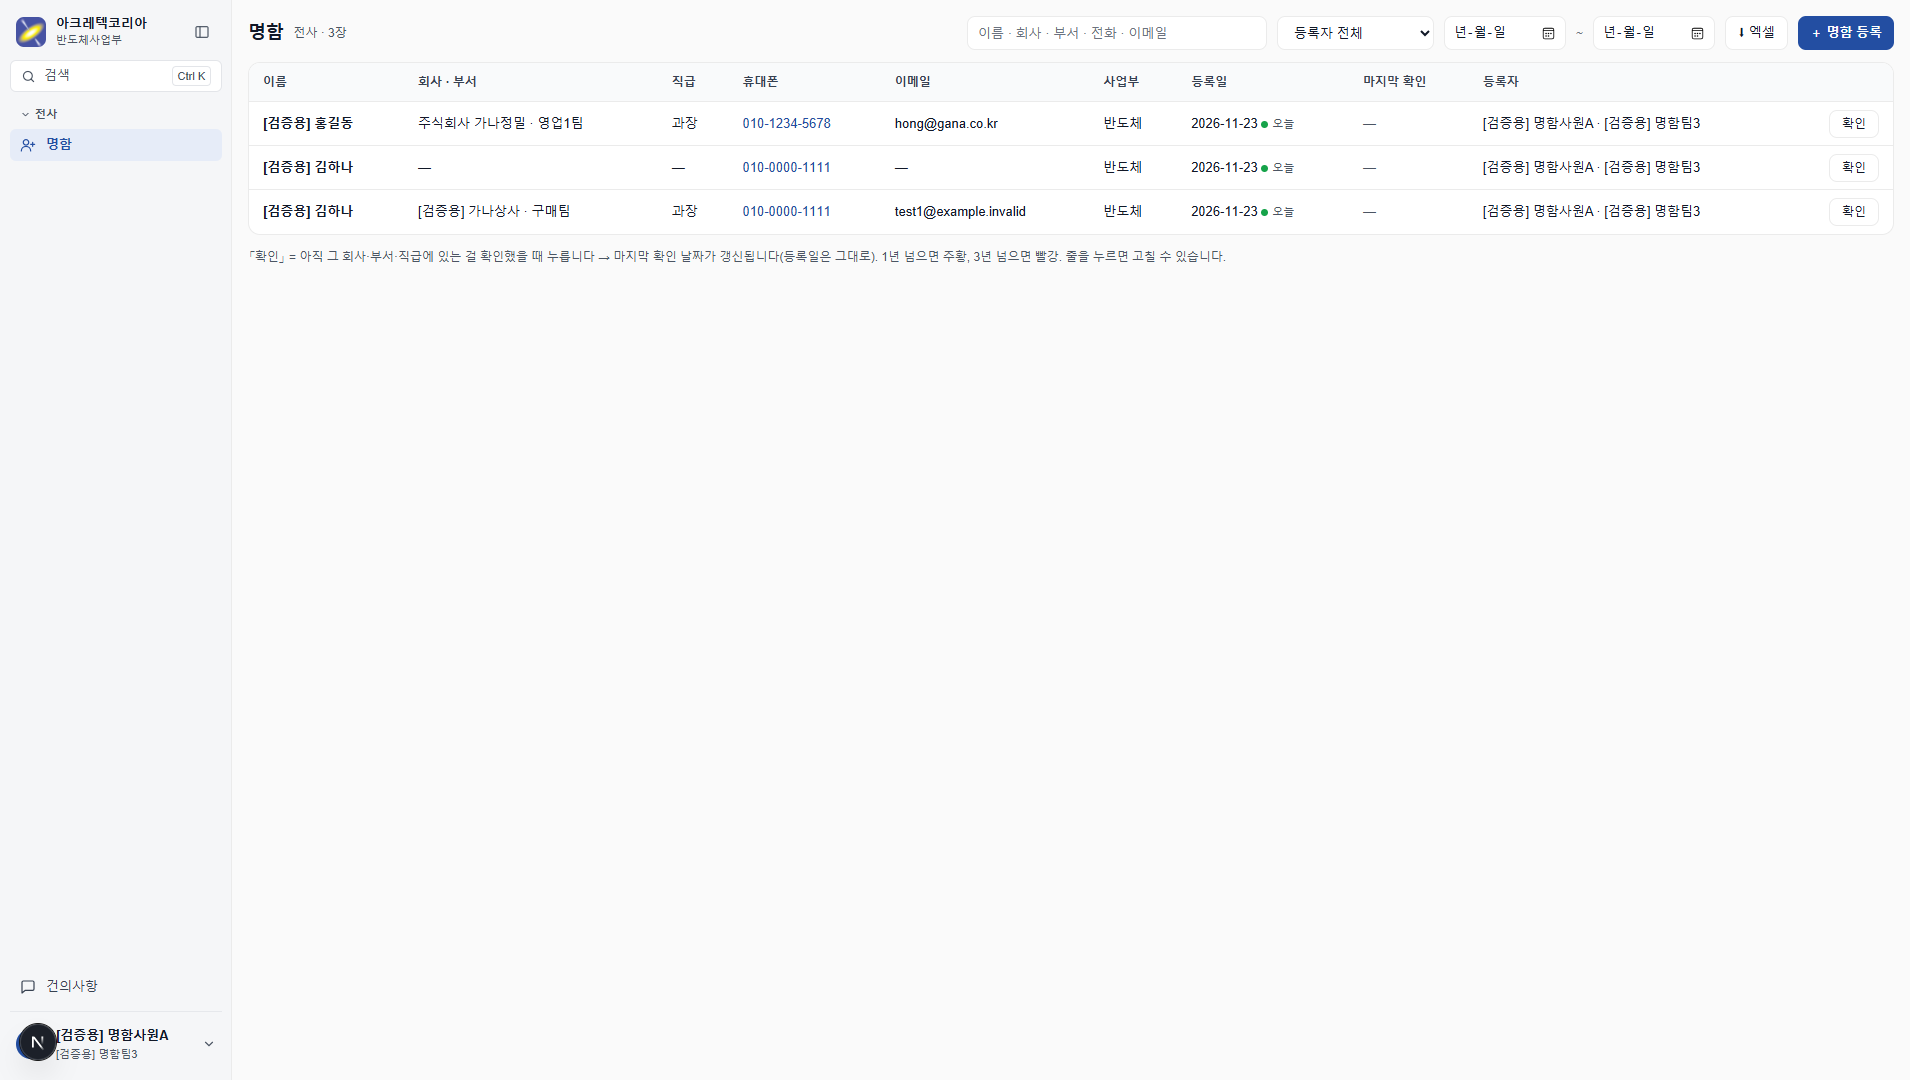 아크레텍코리아
반도체사업부
검색 Ctrl K
전사
명함
명함 전사 · 3장
이름 · 회사 · 부서 · 전화 · 이메일 등록자 전체 년-월-일 ~ 년-월-일 ⬇ 엑셀 + 명함 등록
이름 회사 · 부서 직급 휴대폰 이메일 사업부 등록일 마지막 확인 등록자
[검증용] 홍길동 주식회사 가나정밀 · 영업1팀 과장 010-1234-5678 hong@gana.co.kr 반도체 2026-11-23 ● 오늘 — [검증용] 명함사원A · [검증용] 명함팀3 확인
[검증용] 김하나 — — 010-0000-1111 — 반도체 2026-11-23 ● 오늘 — [검증용] 명함사원A · [검증용] 명함팀3 확인
[검증용] 김하나 [검증용] 가나상사 · 구매팀 과장 010-0000-1111 test1@example.invalid 반도체 2026-11-23 ● 오늘 — [검증용] 명함사원A · [검증용] 명함팀3 확인
「확인」 = 아직 그 회사·부서·직급에 있는 걸 확인했을 때 누릅니다 → 마지막 확인 날짜가 갱신됩니다(등록일은 그대로). 1년 넘으면 주황, 3년 넘으면 빨강. 줄을 누르면 고칠 수 있습니다.
건의사항
N
[검증용] 명함사원A
[검증용] 명함팀3